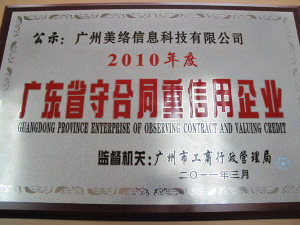 公示：广州美络信息科技有限公司
2010年度
广东省守合同重信用企业
GUANGDONG PROVINCE ENTERPRISE OF OBSERVING CONTRACT AND VALUING CREDIT
监督机关：广州市工商行政管理局
二〇一一年三月